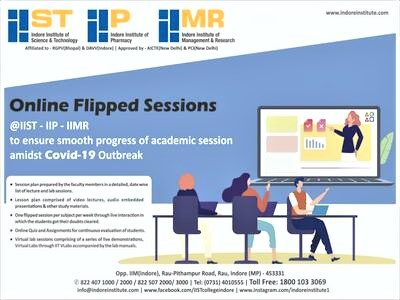 www.indoreinstitute.com
IIST
Indore Institute of
Science & Technology
IIP
Indore Institute of
Pharmacy
IIMR
Indore Institute of
Management & Research
Affiliated to - RGPV(Bhopal) & DAVV(Indore) | Approved by - AICTE(New Delhi) & PCI(New Delhi)
Online Flipped Sessions
@IIST - IIP - IIMR
to ensure smooth progress of academic session
amidst Covid-19 Outbreak
Session plan prepared by the faculty members in a detailed, date wise
list of lecture and lab sessions.
Lesson plan comprised of video lectures, audio embedded
presentations & other study materials.
One flipped session per subject per week through live interaction in
which the students get their doubts cleared.
Online Quiz and Assignments for continuous evaluation of students.
Virtual lab sessions comprising of a series of live demonstrations,
Virtual Labs through IIT VLabs accompanied by the lab manuals.
Opp. IIM(Indore), Rau-Pithampur Road, Rau, Indore (MP) - 453331
822 407 1000 / 2000 / 822 507 2000/ 3000 | Tel: (0731) 4010555 | Toll Free: 1800 103 3069
info@indoreinstitute.com | www.facebook.com/IISTcollegeindore | www.instagram.com/indoreinstitute1